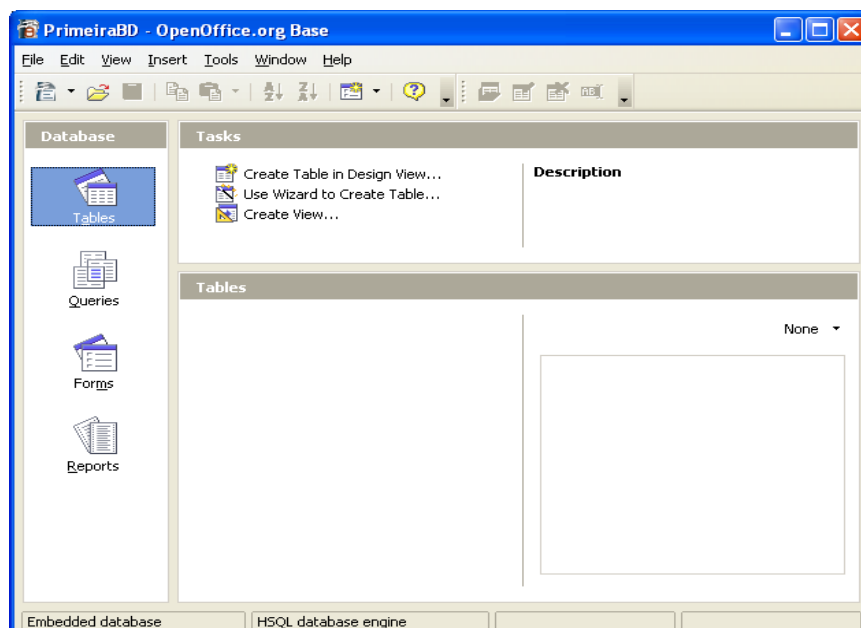 PrimeiraBD - OpenOffice.org Base
File Edit View Insert Tools Window Help
Database
Tables
Queries
Forms
Reports
Tasks
Create Table in Design View...
Use Wizard to Create Table...
Create View...
Description
Tables
None
Embedded database
HSQL database engine